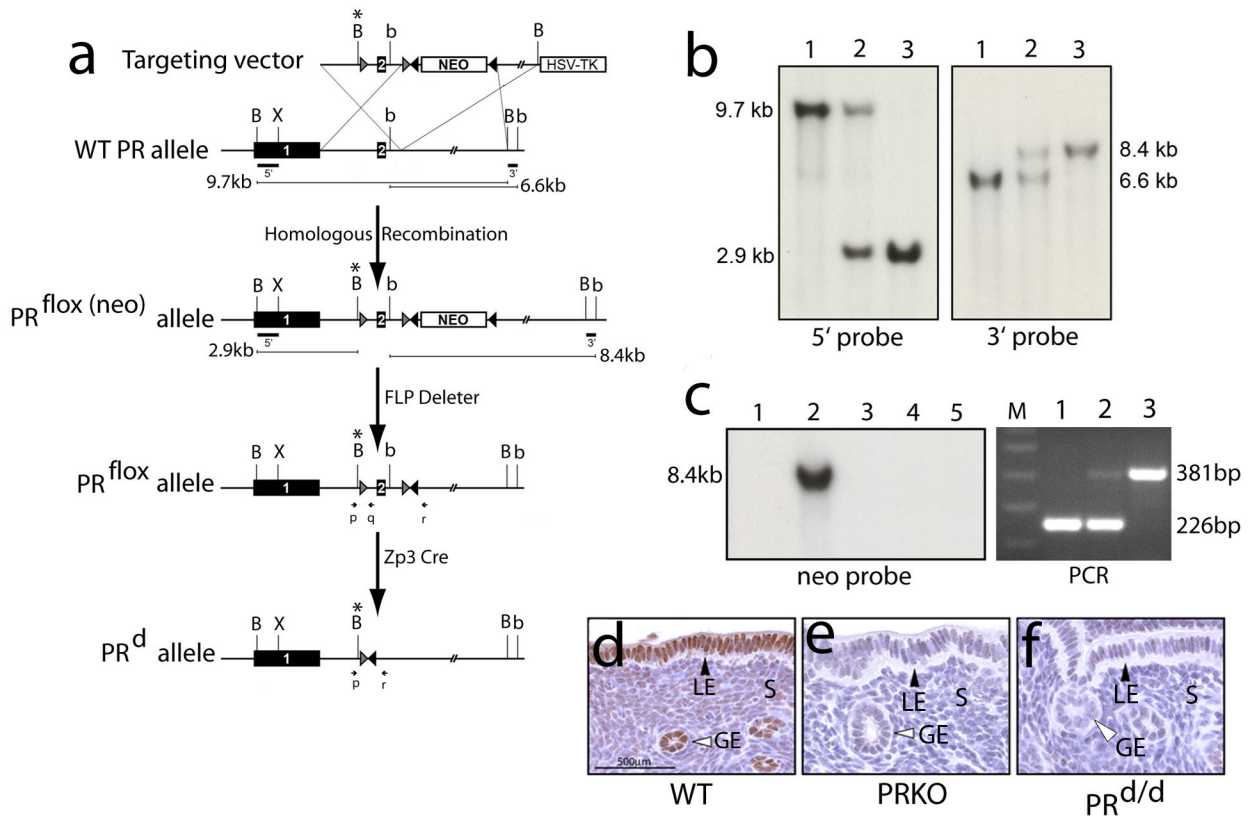 a
*
B b B
Targeting vector 2 NEO HSV-TK
B X b Bb
WT PR allele 1 2 //
5' 3'
9.7kb 6.6kb
Homologous Recombination
*
B X B b Bb
PR flox (neo) allele 1 2 NEO //
5' 3'
2.9kb 8.4kb
FLP Deleter
*
B X B b Bb
PR flox allele 1 2 //
p q r
Zp3 Cre
*
B X B Bb
PR d allele 1 //
p r
b
1 2 3 1 2 3
9.7 kb
8.4 kb
6.6 kb
2.9 kb
5' probe 3' probe
c
1 2 3 4 5 M 1 2 3
8.4kb 381bp
226bp
neo probe PCR
d e f
LE S LE S LE S
GE GE GE
500µm
WT PRKO PR d/d